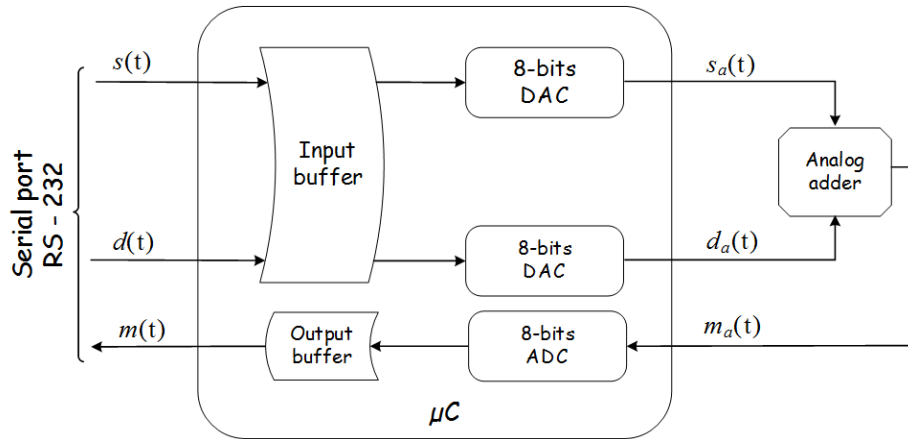 Serial port
RS - 232
s(t)
d(t)
m(t)
Input
buffer
Output
buffer
8-bits
DAC
8-bits
DAC
8-bits
ADC
μC
s_a(t)
d_a(t)
m_a(t)
Analog
adder